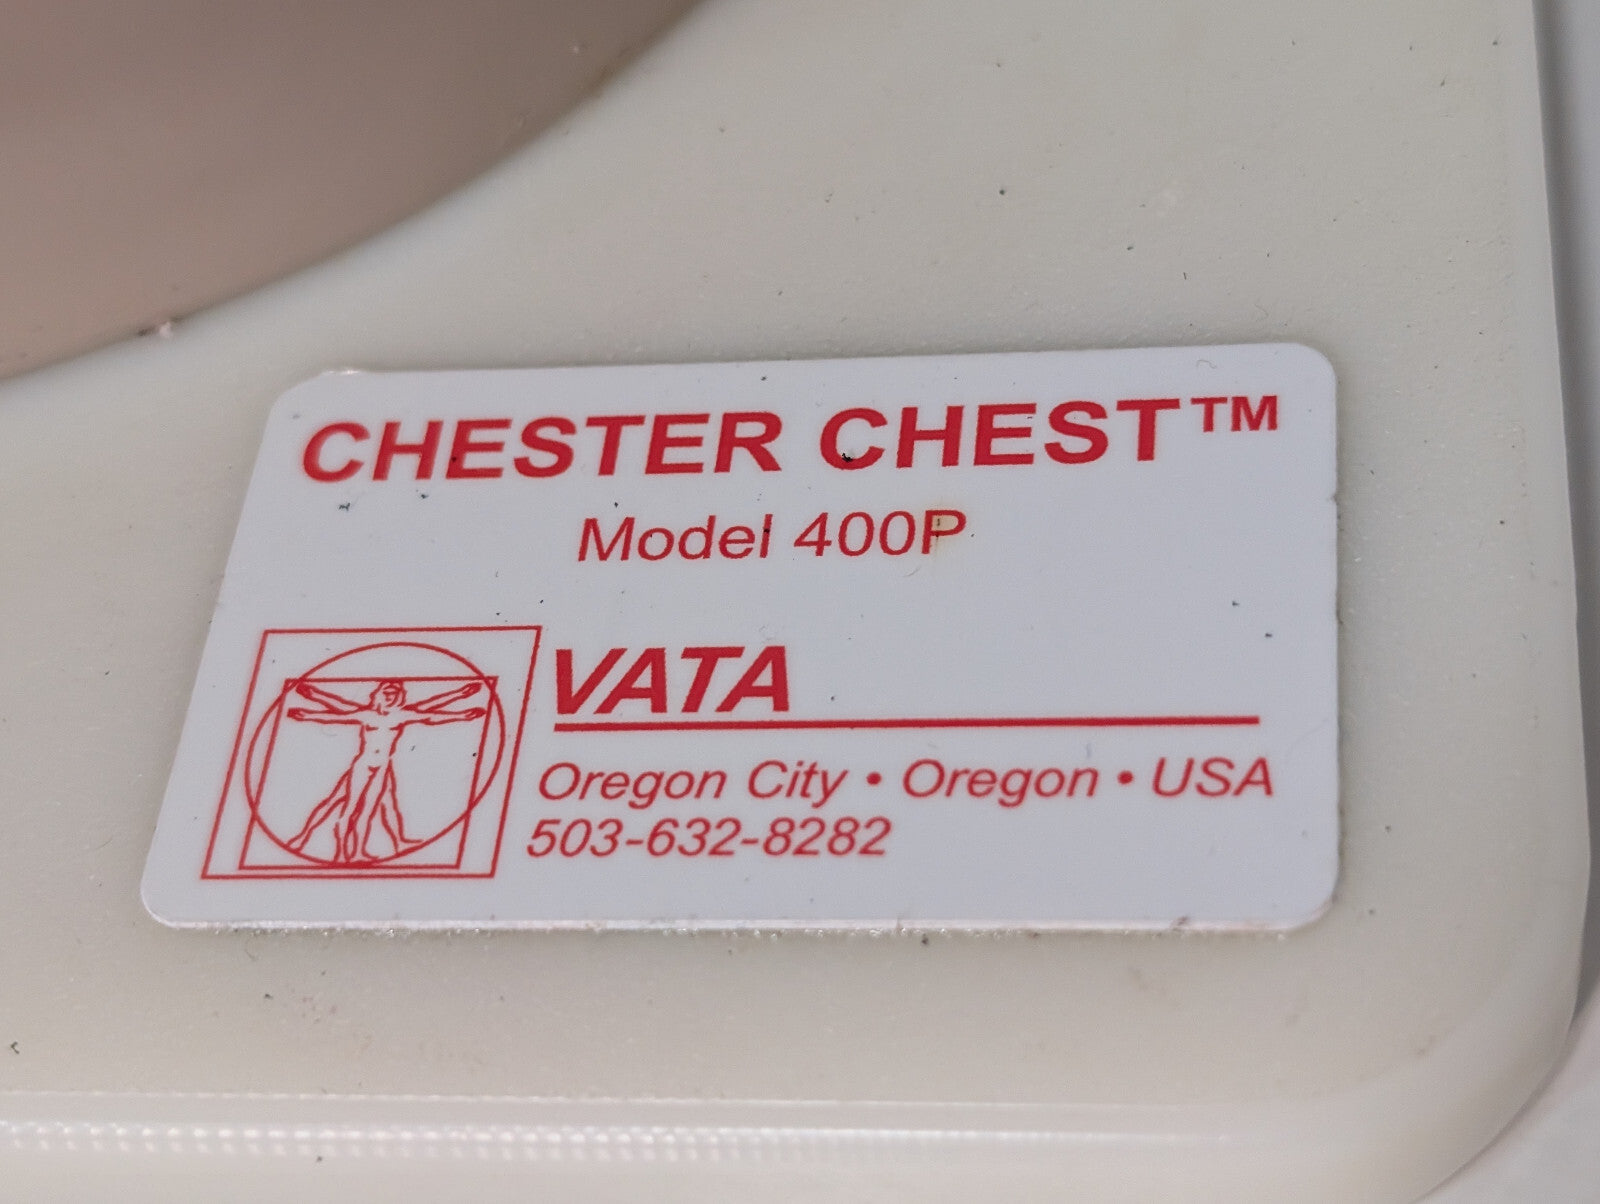 CHESTER CHEST™
Model 400P
VATA
Oregon City • Oregon • USA
503-632-8282